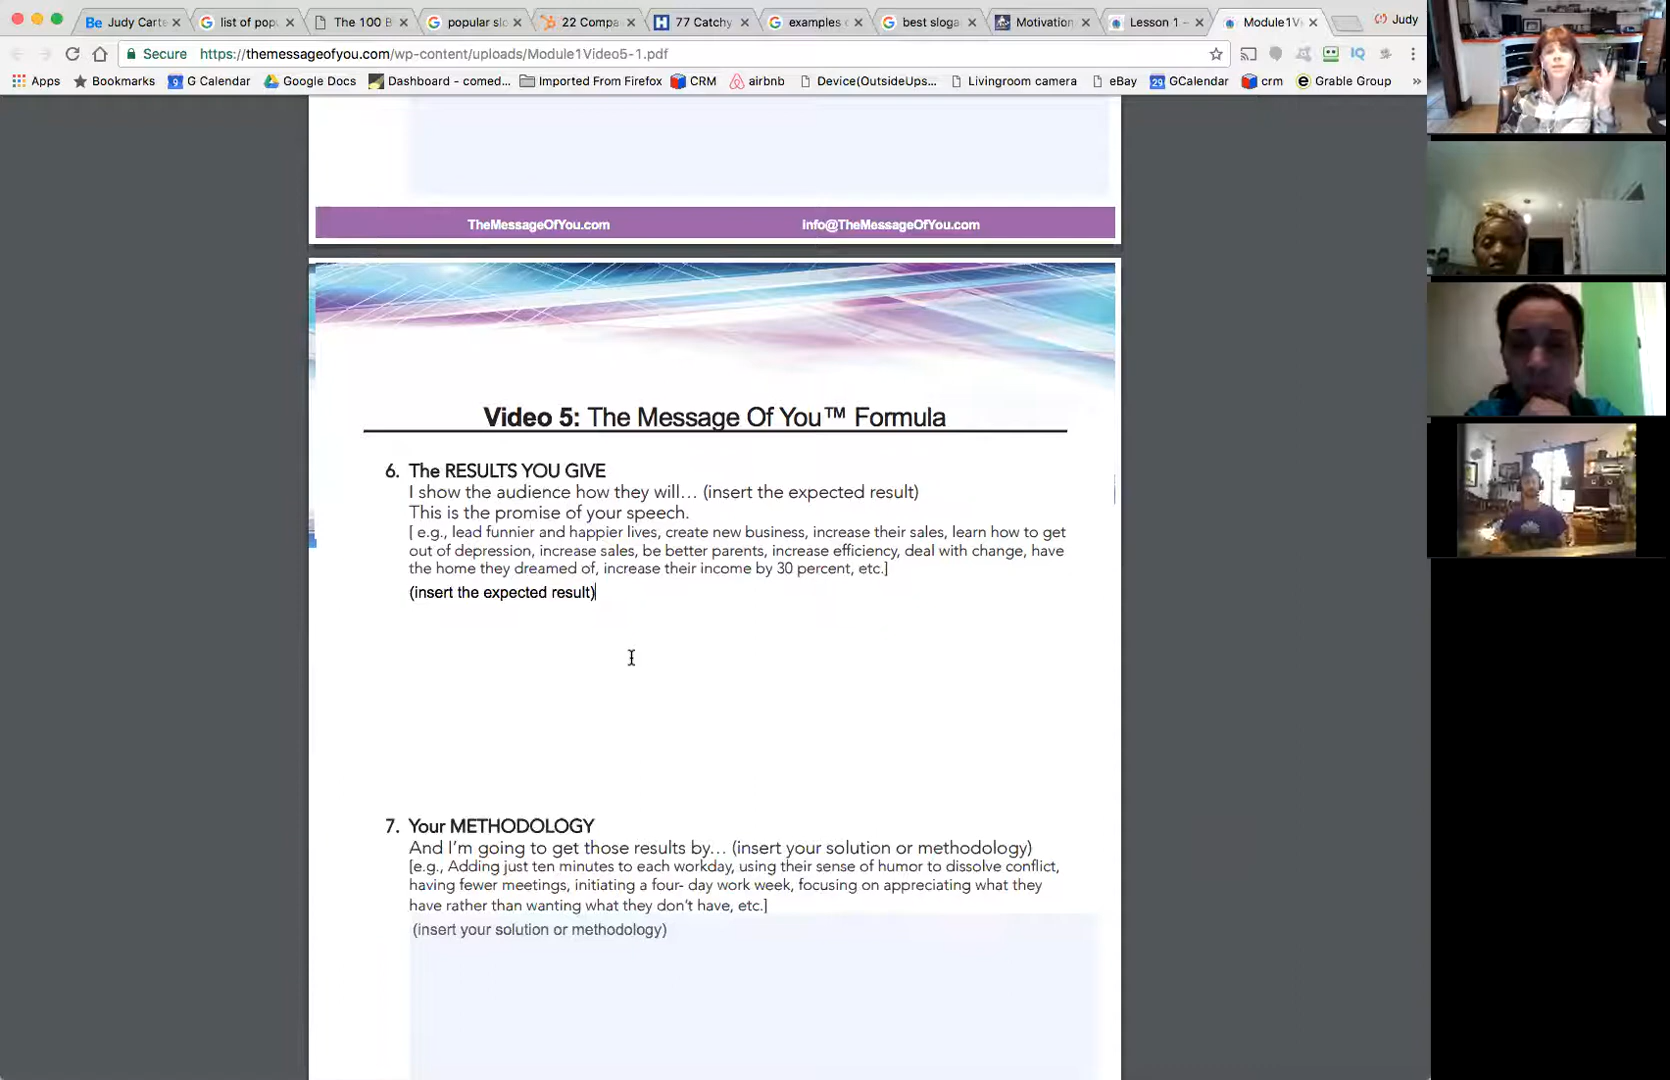 Judy Carte
list of pop
The 100 B
popular slo
22 Compa
77 Catchy
examples
best sloga
Motivation
Lesson 1 –
Module1V
Judy
Secure
https://themessageofyou.com/wp-content/uploads/Module1Video5-1.pdf
Apps
Bookmarks
G Calendar
Google Docs
Dashboard - comed...
Imported From Firefox
CRM
airbnb
Device(OutsideUps...
Livingroom camera
eBay
GCalendar
crm
Grable Group
»
TheMessageOfYou.com
Info@TheMessageOfYou.com
Video 5: The Message Of You™ Formula
6. The RESULTS YOU GIVE
I show the audience how they will… (insert the expected result)
This is the promise of your speech.
[ e.g., lead funnier and happier lives, create new business, increase their sales, learn how to get
out of depression, increase sales, be better parents, increase efficiency, deal with change, have
the home they dreamed of, increase their income by 30 percent, etc.]
(insert the expected result)
7. Your METHODOLOGY
And I'm going to get those results by… (insert your solution or methodology)
[e.g., Adding just ten minutes to each workday, using their sense of humor to dissolve conflict,
having fewer meetings, initiating a four- day work week, focusing on appreciating what they
have rather than wanting what they don't have, etc.]
(insert your solution or methodology)